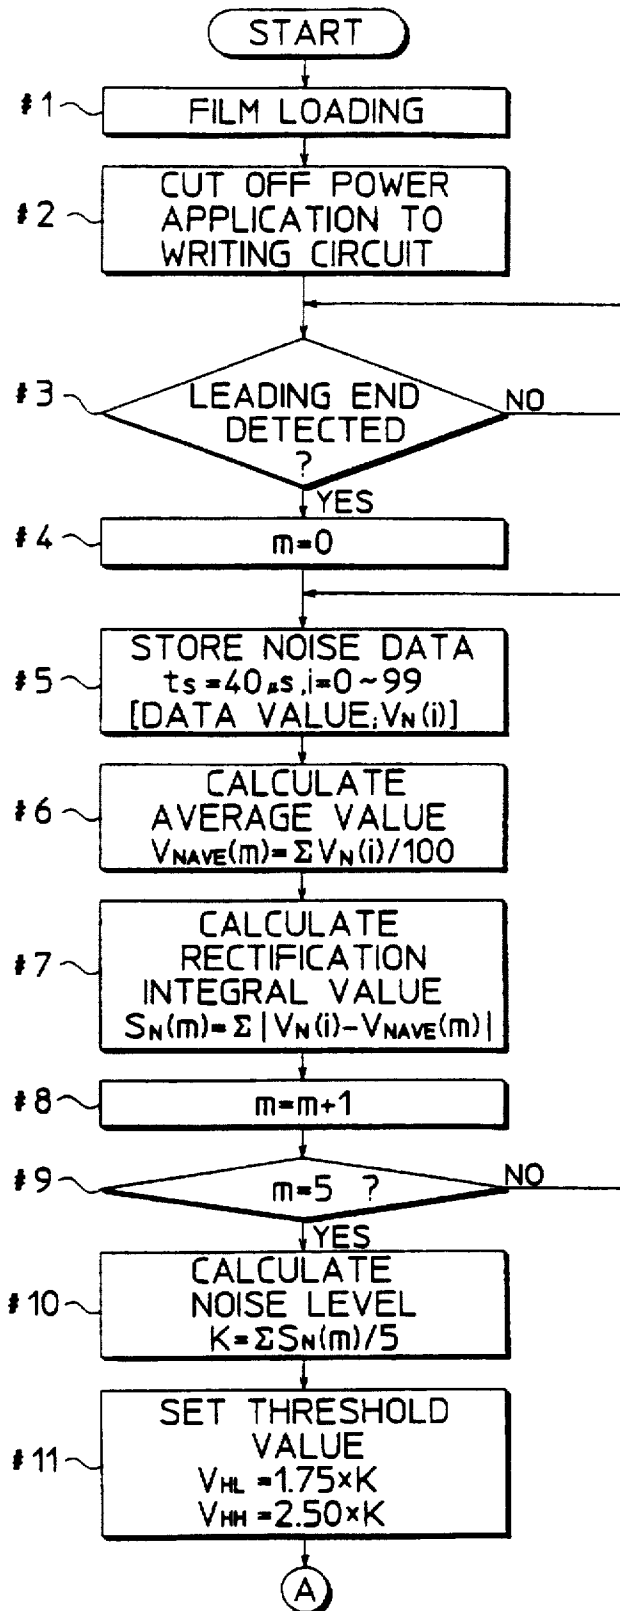 START
#1
FILM LOADING
#2
CUT OFF POWER
APPLICATION TO
WRITING CIRCUIT
#3
LEADING END
DETECTED
?
NO
YES
#4
m=0
#5
STORE NOISE DATA
ts=40μs,i=0~99
[DATA VALUE;VN(i)]
#6
CALCULATE
AVERAGE VALUE
VNAVE(m)=ΣVN(i)/100
#7
CALCULATE
RECTIFICATION
INTEGRAL VALUE
SN(m)=Σ|VN(i)-VNAVE(m)|
#8
m=m+1
#9
m=5 ?
NO
YES
#10
CALCULATE
NOISE LEVEL
K=ΣSN(m)/5
#11
SET THRESHOLD
VALUE
VHL=1.75×K
VHH=2.50×K
A